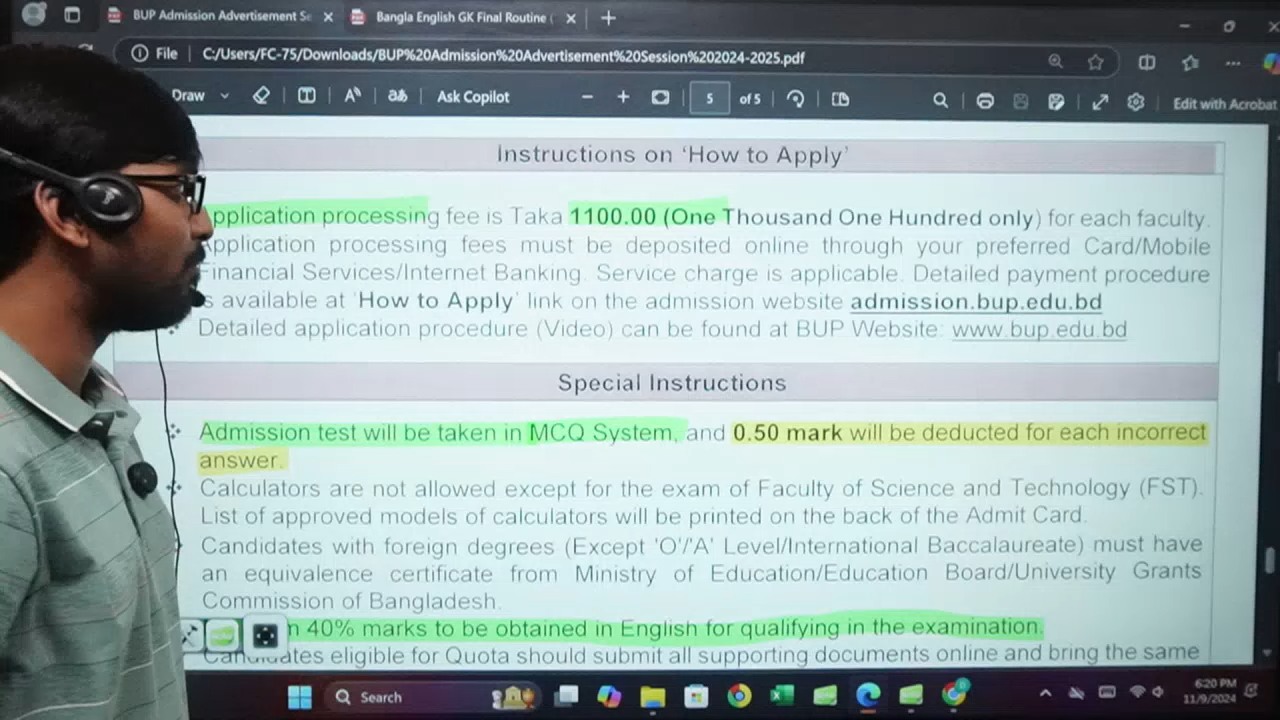 BUP Admission Advertisement Se
Bangla English GK Final Routine (
File
C:/Users/FC-75/Downloads/BUP%20Admission%20Advertisement%20Session%202024-2025.pdf
Draw
Ask Copilot
5 of 5
Edit with Acrobat
Instructions on 'How to Apply'
pplication processing fee is Taka 1100.00 (One Thousand One Hundred only) for each faculty.
pplication processing fees must be deposited online through your preferred Card/Mobile
Financial Services/Internet Banking. Service charge is applicable. Detailed payment procedure
s available at 'How to Apply' link on the admission website admission.bup.edu.bd
Detailed application procedure (Video) can be found at BUP Website: www.bup.edu.bd
Special Instructions
Admission test will be taken in MCQ System, and 0.50 mark will be deducted for each incorrect
answer.
Calculators are not allowed except for the exam of Faculty of Science and Technology (FST).
List of approved models of calculators will be printed on the back of the Admit Card.
Candidates with foreign degrees (Except 'O'/'A' Level/International Baccalaureate) must have
an equivalence certificate from Ministry of Education/Education Board/University Grants
Commission of Bangladesh.
40% marks to be obtained in English for qualifying in the examination.
Candidates eligible for Quota should submit all supporting documents online and bring the same
Search
6:20 PM
11/9/2024